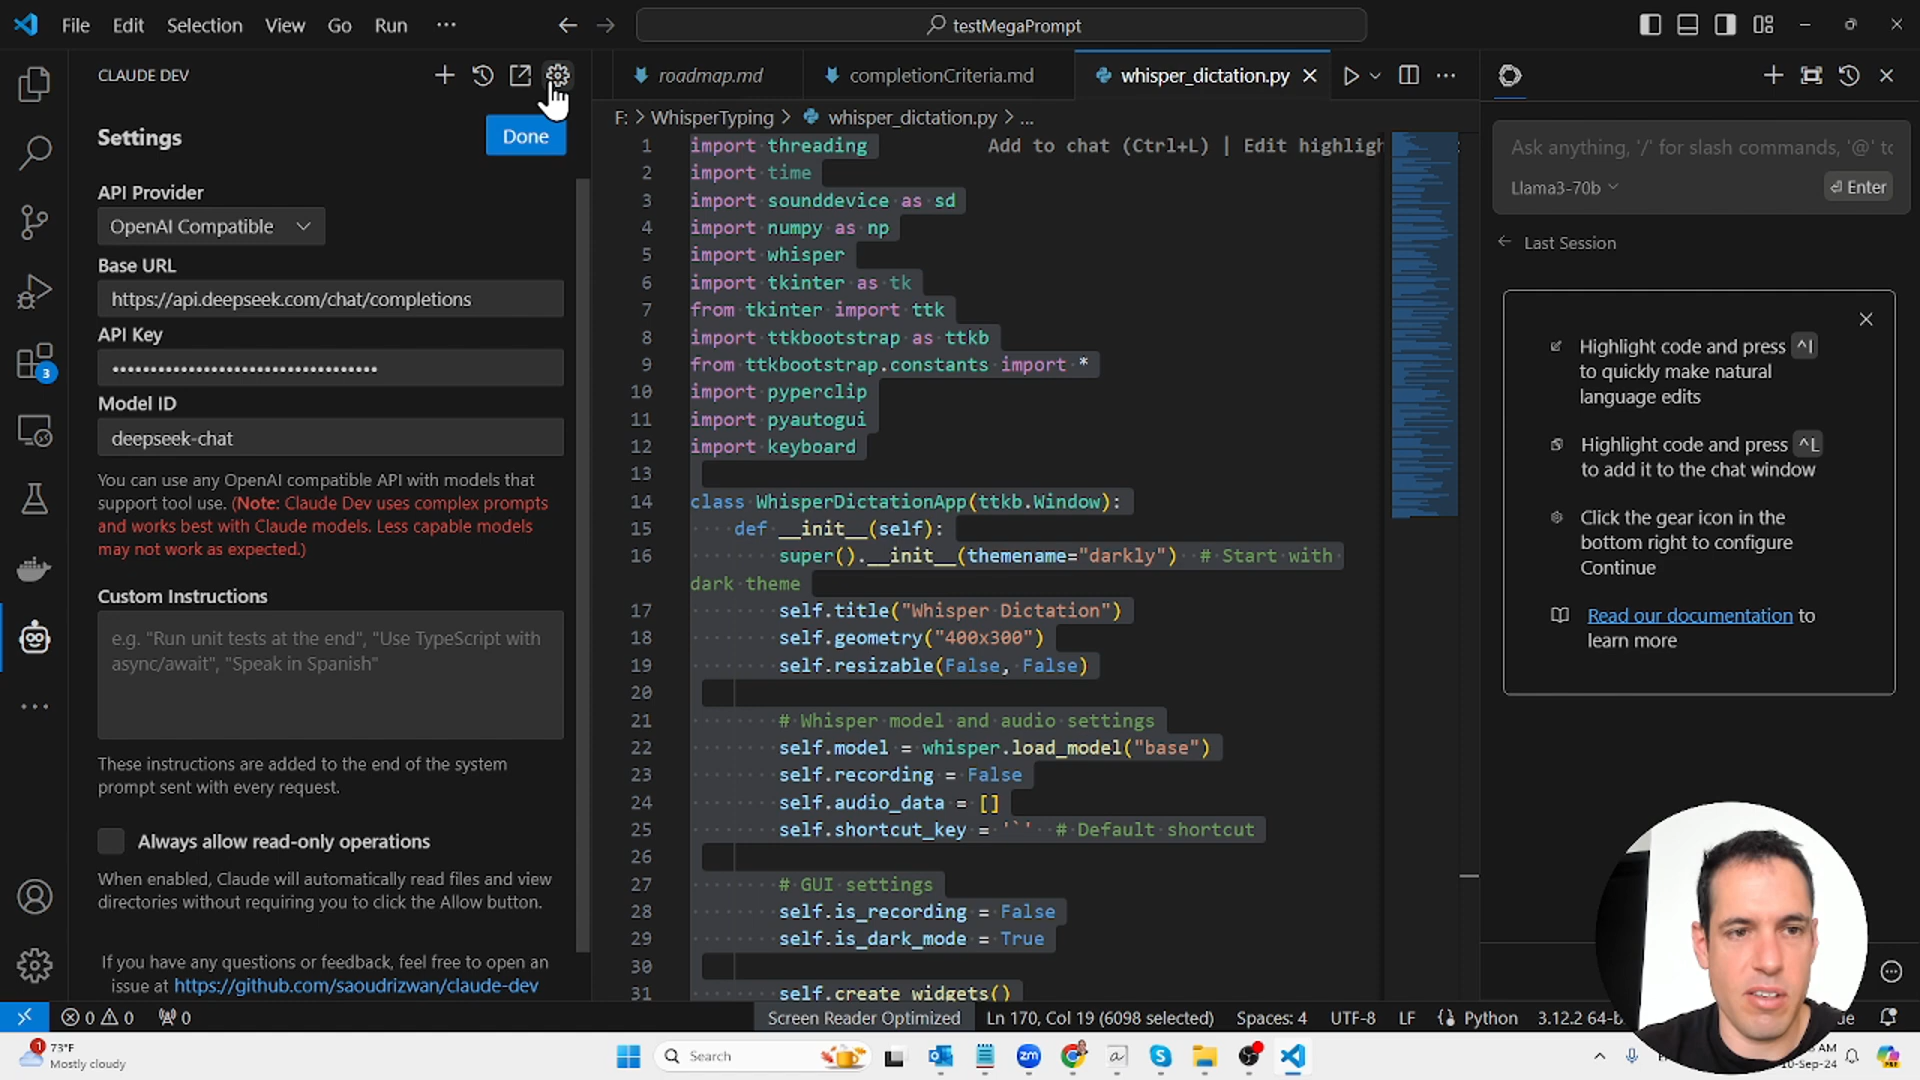 File Edit Selection View Go Run ···
testMegaPrompt
CLAUDE DEV
Settings
Done
API Provider
OpenAI Compatible
Base URL
https://api.deepseek.com/chat/completions
API Key
Model ID
deepseek-chat
You can use any OpenAI compatible API with models that
support tool use. (Note: Claude Dev uses complex prompts
and works best with Claude models. Less capable models
may not work as expected.)
Custom Instructions
e.g. "Run unit tests at the end", "Use TypeScript with
async/await", "Speak in Spanish"
These instructions are added to the end of the system
prompt sent with every request.
Always allow read-only operations
When enabled, Claude will automatically read files and view
directories without requiring you to click the Allow button.
If you have any questions or feedback, feel free to open an
issue at https://github.com/saoudrizwan/claude-dev
3
roadmap.md completionCriteria.md whisper_dictation.py
F: > WhisperTyping > whisper_dictation.py > ...
1 import threading Add to chat (Ctrl+L) | Edit highligh
2 import time
3 import sounddevice as sd
4 import numpy as np
5 import whisper
6 import tkinter as tk
7 from tkinter import ttk
8 import ttkbootstrap as ttkb
9 from ttkbootstrap.constants import *
10 import pyperclip
11 import pyautogui
12 import keyboard
13
14 class WhisperDictationApp(ttkb.Window):
15 def __init__(self):
16 super().__init__(themename="darkly") # Start with
dark theme
17 self.title("Whisper Dictation")
18 self.geometry("400x300")
19 self.resizable(False, False)
20
21 # Whisper model and audio settings
22 self.model = whisper.load_model("base")
23 self.recording = False
24 self.audio_data = []
25 self.shortcut_key = '`' # Default shortcut
26
27 # GUI settings
28 self.is_recording = False
29 self.is_dark_mode = True
30
31 self.create_widgets()
Ask anything, '/' for slash commands, '@' to
Llama3-70b
⏎ Enter
Last Session
Highlight code and press ^I
to quickly make natural
language edits
Highlight code and press ^L
to add it to the chat window
Click the gear icon in the
bottom right to configure
Continue
Read our documentation to
learn more
0 0 0
Screen Reader Optimized Ln 170, Col 19 (6098 selected) Spaces: 4 UTF-8 LF Python 3.12.2 64-b
1
73°F
Mostly cloudy
Search
zm
AM
10-Sep-24